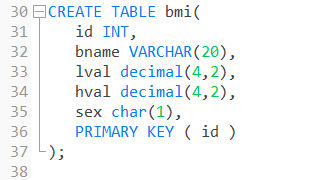 30 CREATE TABLE bmi(
31 id INT,
32 bname VARCHAR(20),
33 lval decimal(4,2),
34 hval decimal(4,2),
35 sex char(1),
36 PRIMARY KEY ( id )
37 );
38